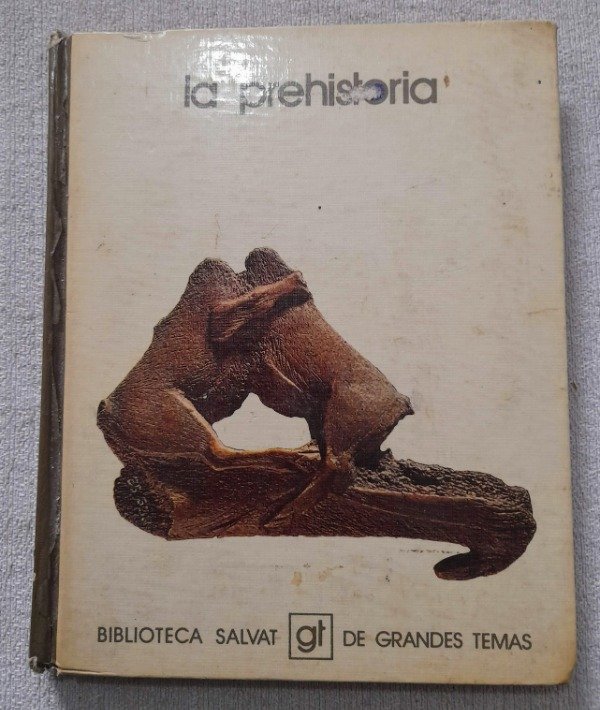 la prehistoria
BIBLIOTECA SALVAT gt DE GRANDES TEMAS